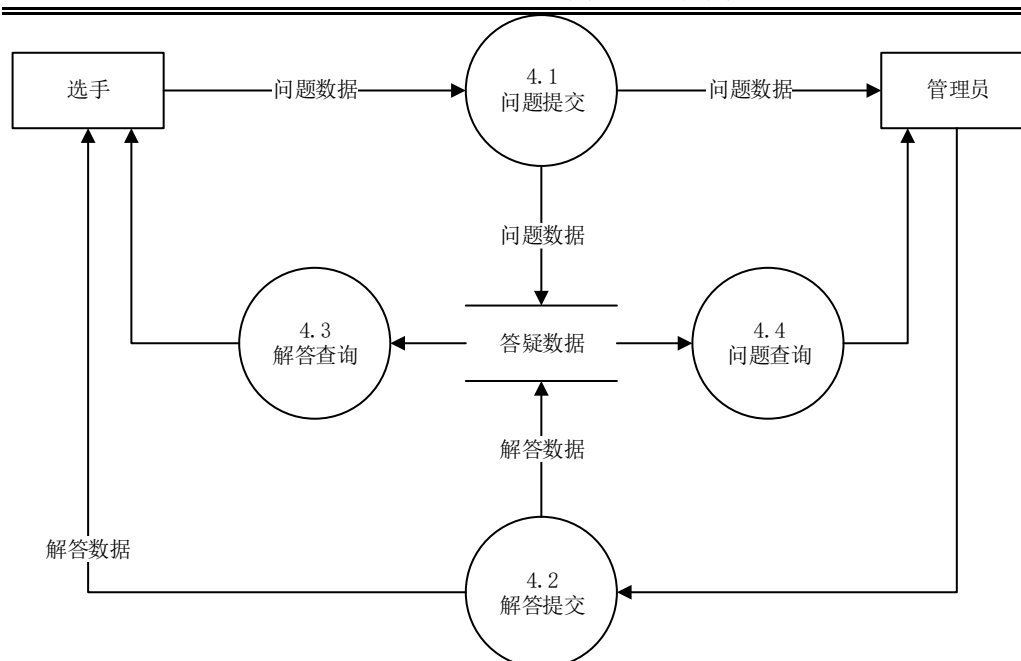 选手
问题数据
4.1
问题提交
问题数据
管理员
问题数据
4.3
解答查询
答疑数据
4.4
问题查询
解答数据
解答数据
4.2
解答提交